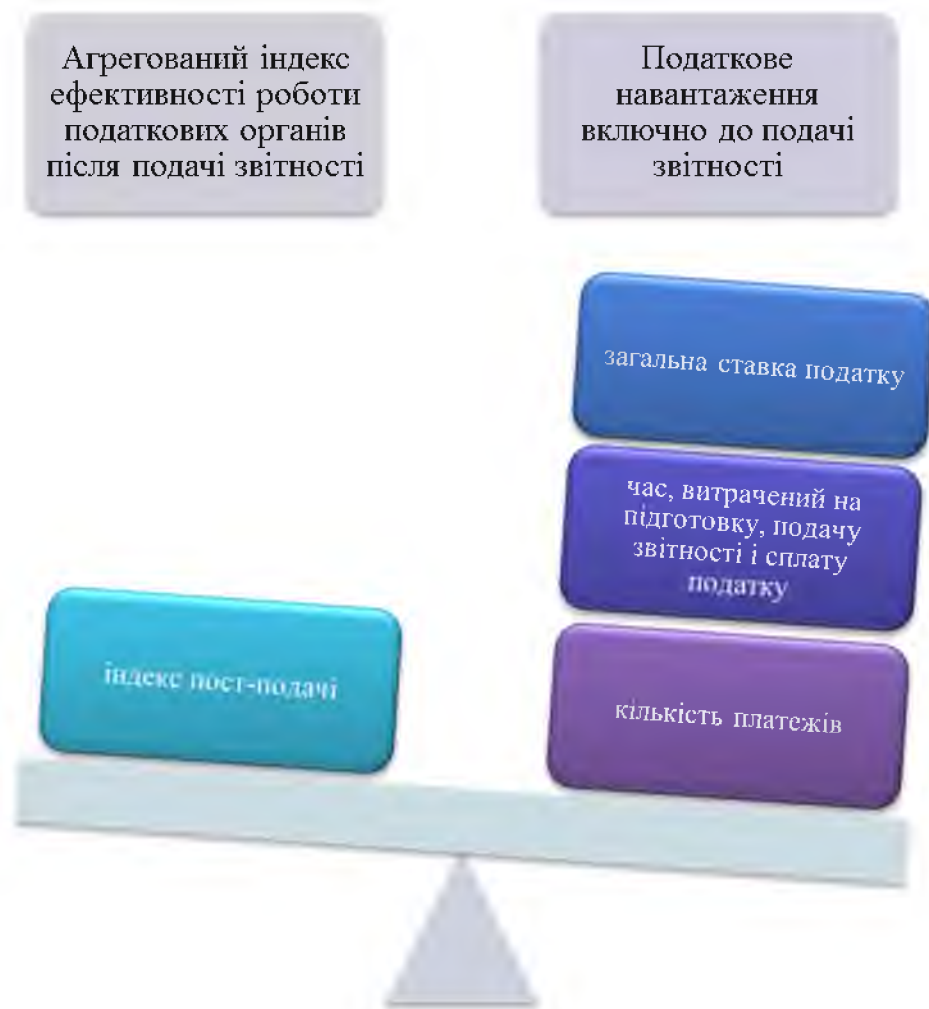 Агрегований індекс
ефективності роботи
податкових органів
після подачі звітності
Податкове
навантаження
включно до подачі
звітності
загальна ставка податку
час, витрачений на
підготовку, подачу
звітності і сплату
податку
індекс пост-подачі
кількість платежів